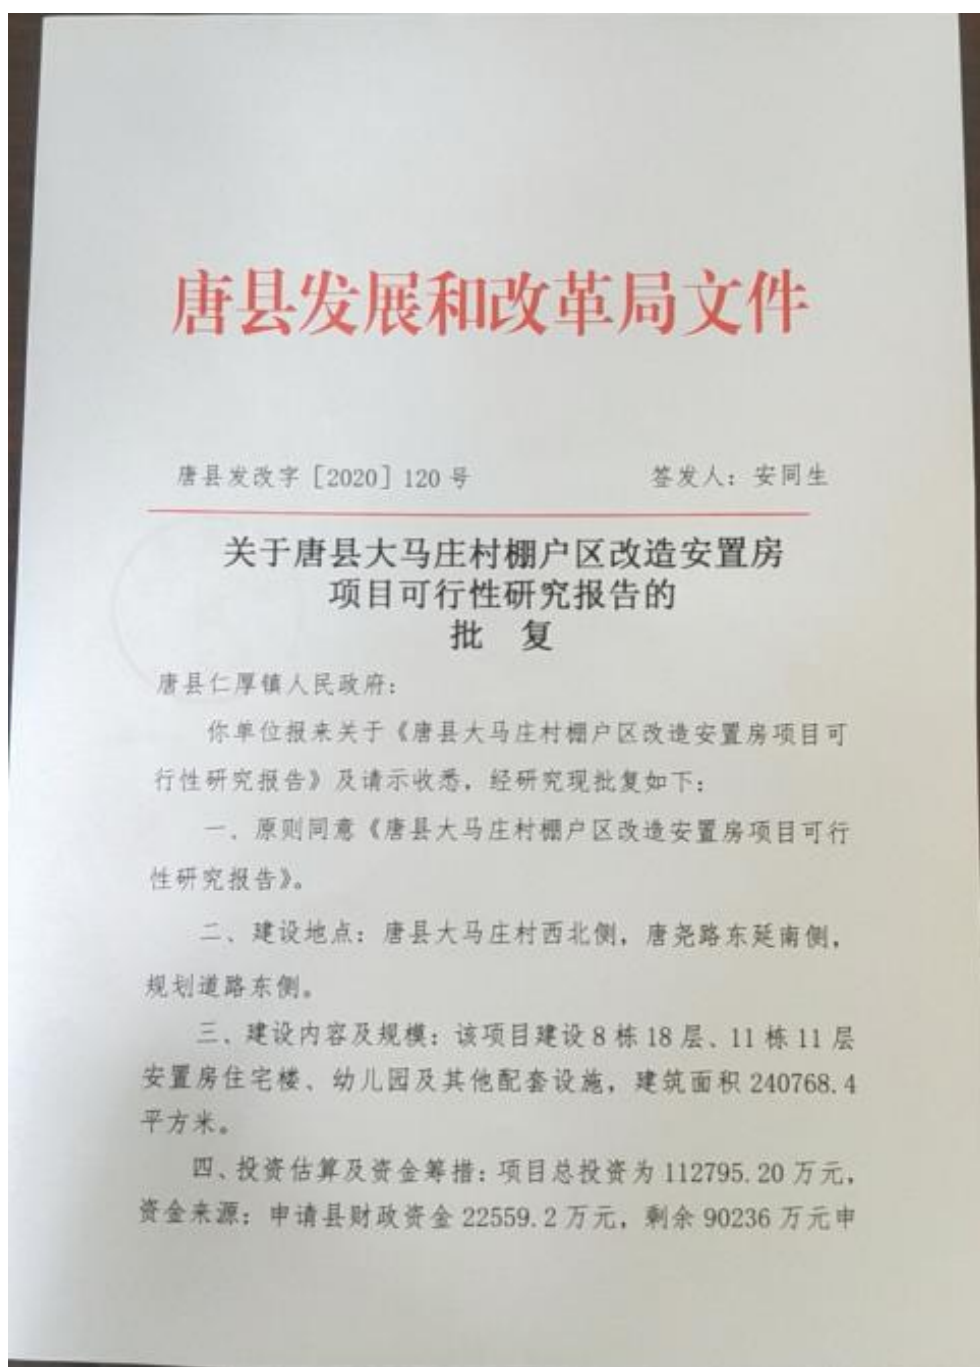 唐县发展和改革局文件
唐县发改字［2020］120号 签发人：安同生
关于唐县大马庄村棚户区改造安置房
项目可行性研究报告的
批 复
唐县仁厚镇人民政府：
你单位报来关于《唐县大马庄村棚户区改造安置房项目可
行性研究报告》及请示收悉，经研究现批复如下：
一、原则同意《唐县大马庄村棚户区改造安置房项目可行
性研究报告》。
二、建设地点：唐县大马庄村西北侧，唐尧路东延南侧，
规划道路东侧。
三、建设内容及规模：该项目建设8栋18层、11栋11层
安置房住宅楼、幼儿园及其他配套设施，建筑面积240768.4
平方米。
四、投资估算及资金筹措：项目总投资为112795.20万元，
资金来源：申请县财政资金22559.2万元，剩余90236万元申